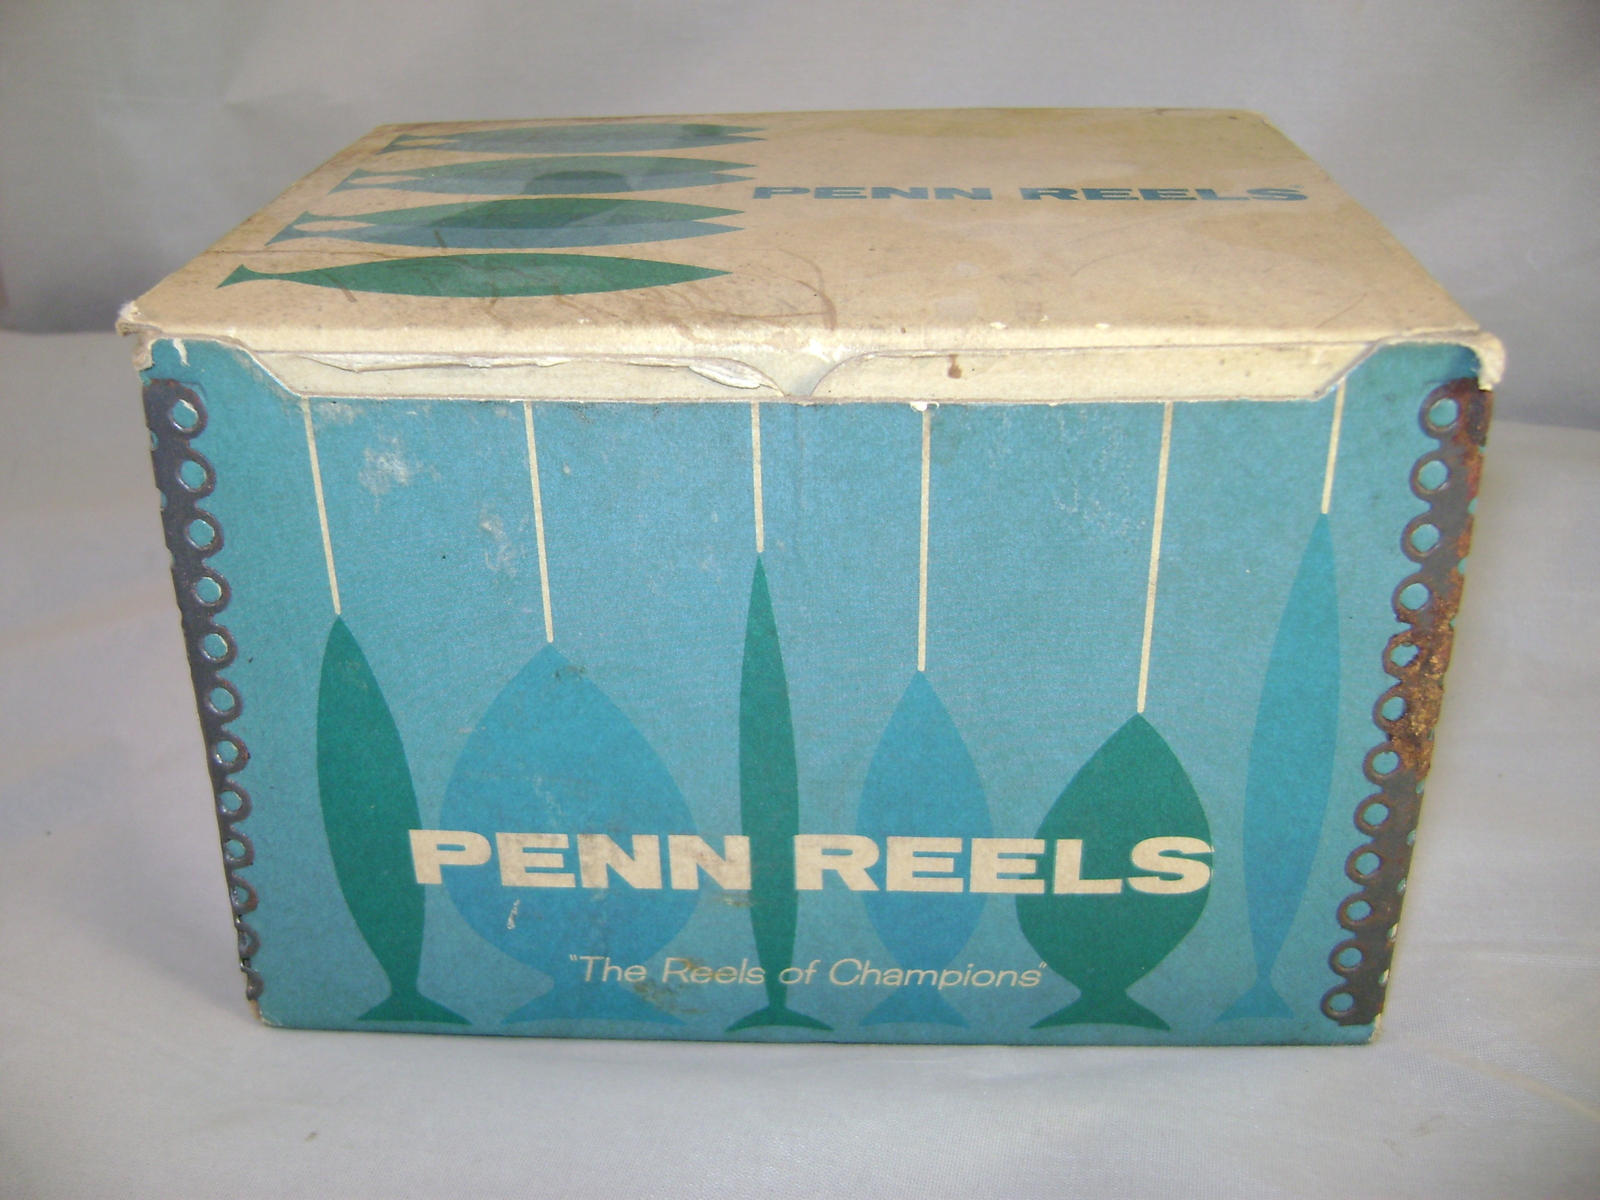 PENN REELS
PENN REELS
"The Reels of Champions"